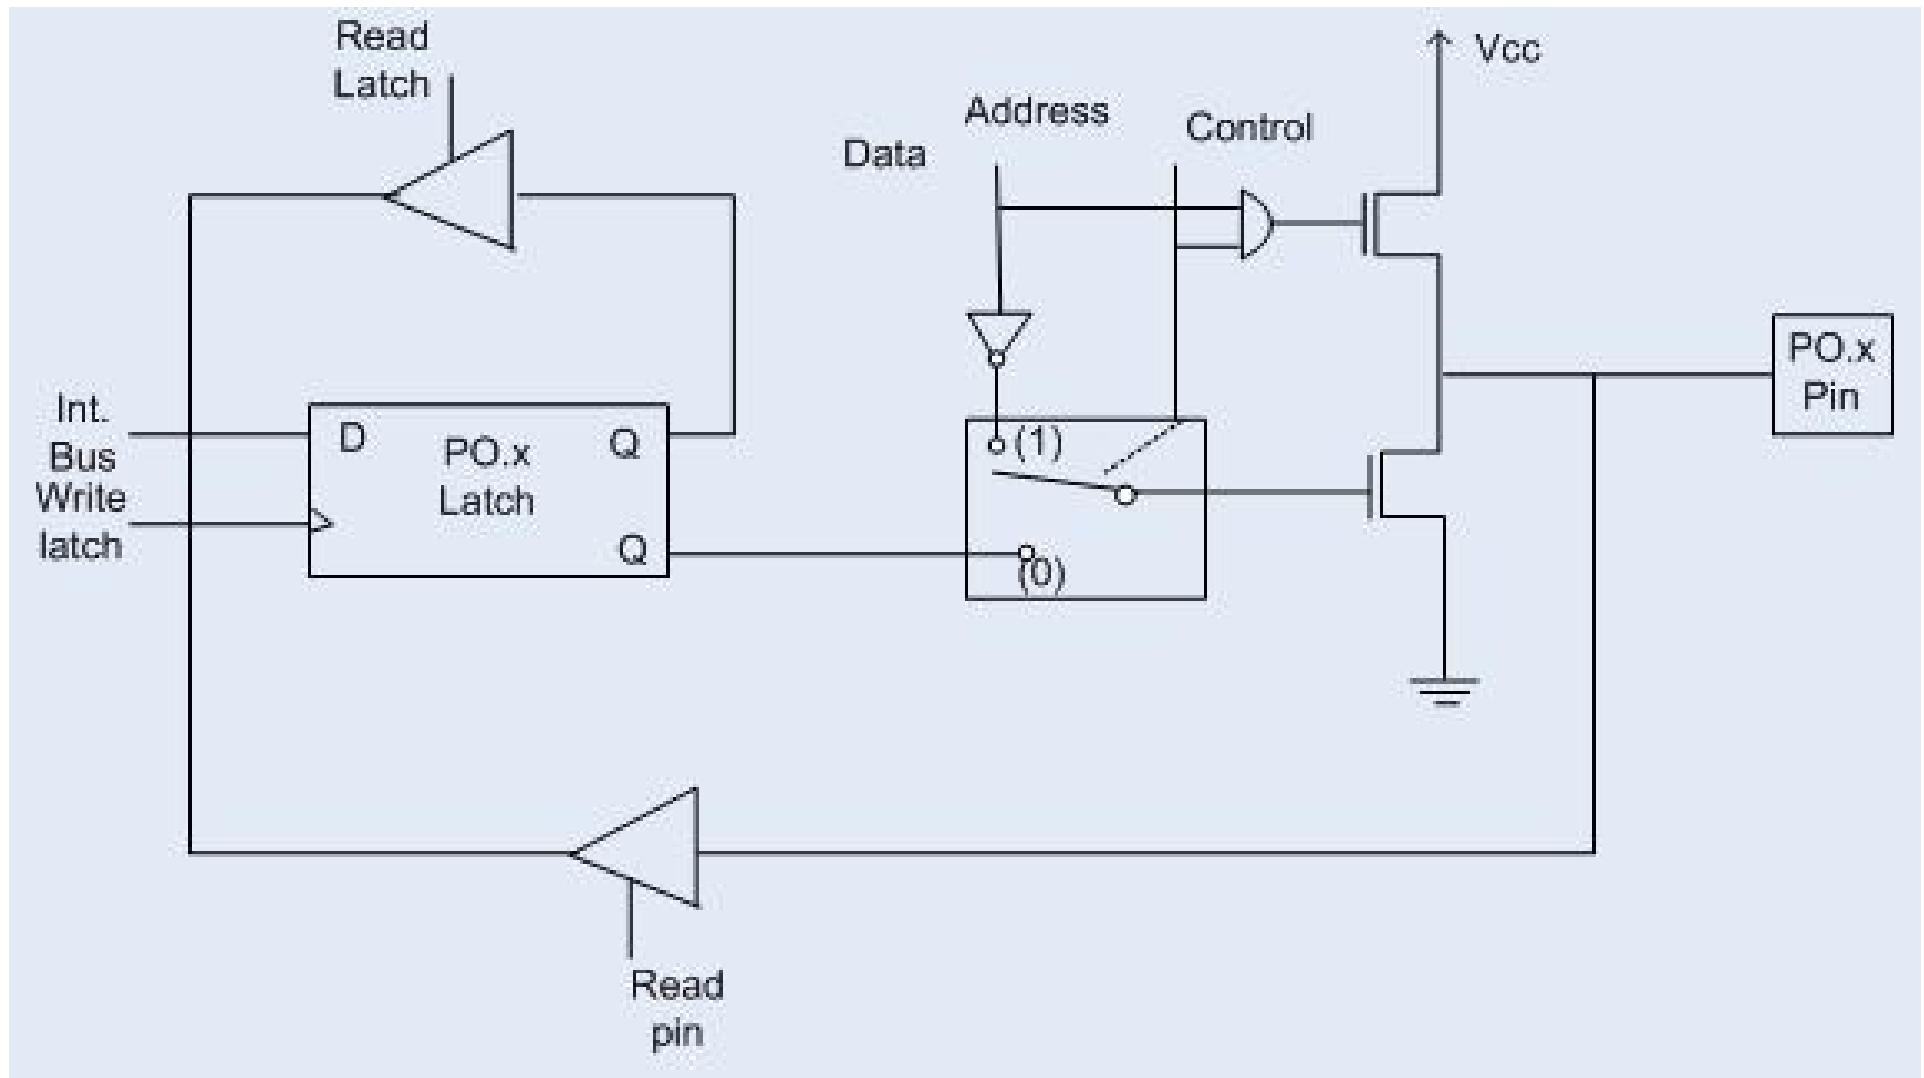 Read
Latch
Vcc
Address
Control
Data
Int.
Bus
Write
latch
D
PO.x
Latch
Q
Q
(1)
(0)
PO.x
Pin
Read
pin